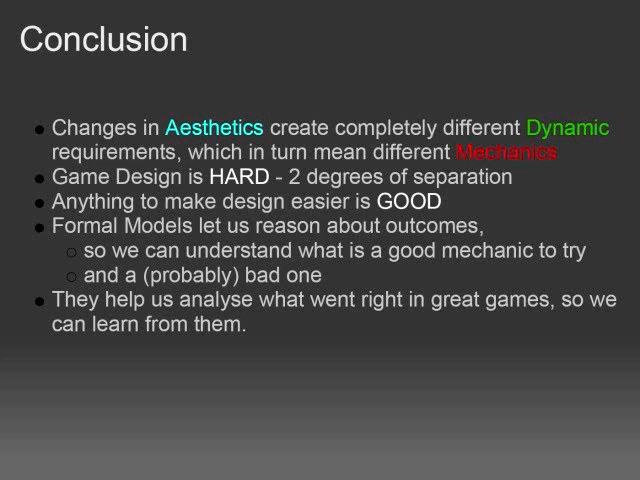 Conclusion
Changes in Aesthetics create completely different Dynamic
requirements, which in turn mean different Mechanics
Game Design is HARD - 2 degrees of separation
Anything to make design easier is GOOD
Formal Models let us reason about outcomes,
so we can understand what is a good mechanic to try
and a (probably) bad one
They help us analyse what went right in great games, so we
can learn from them.